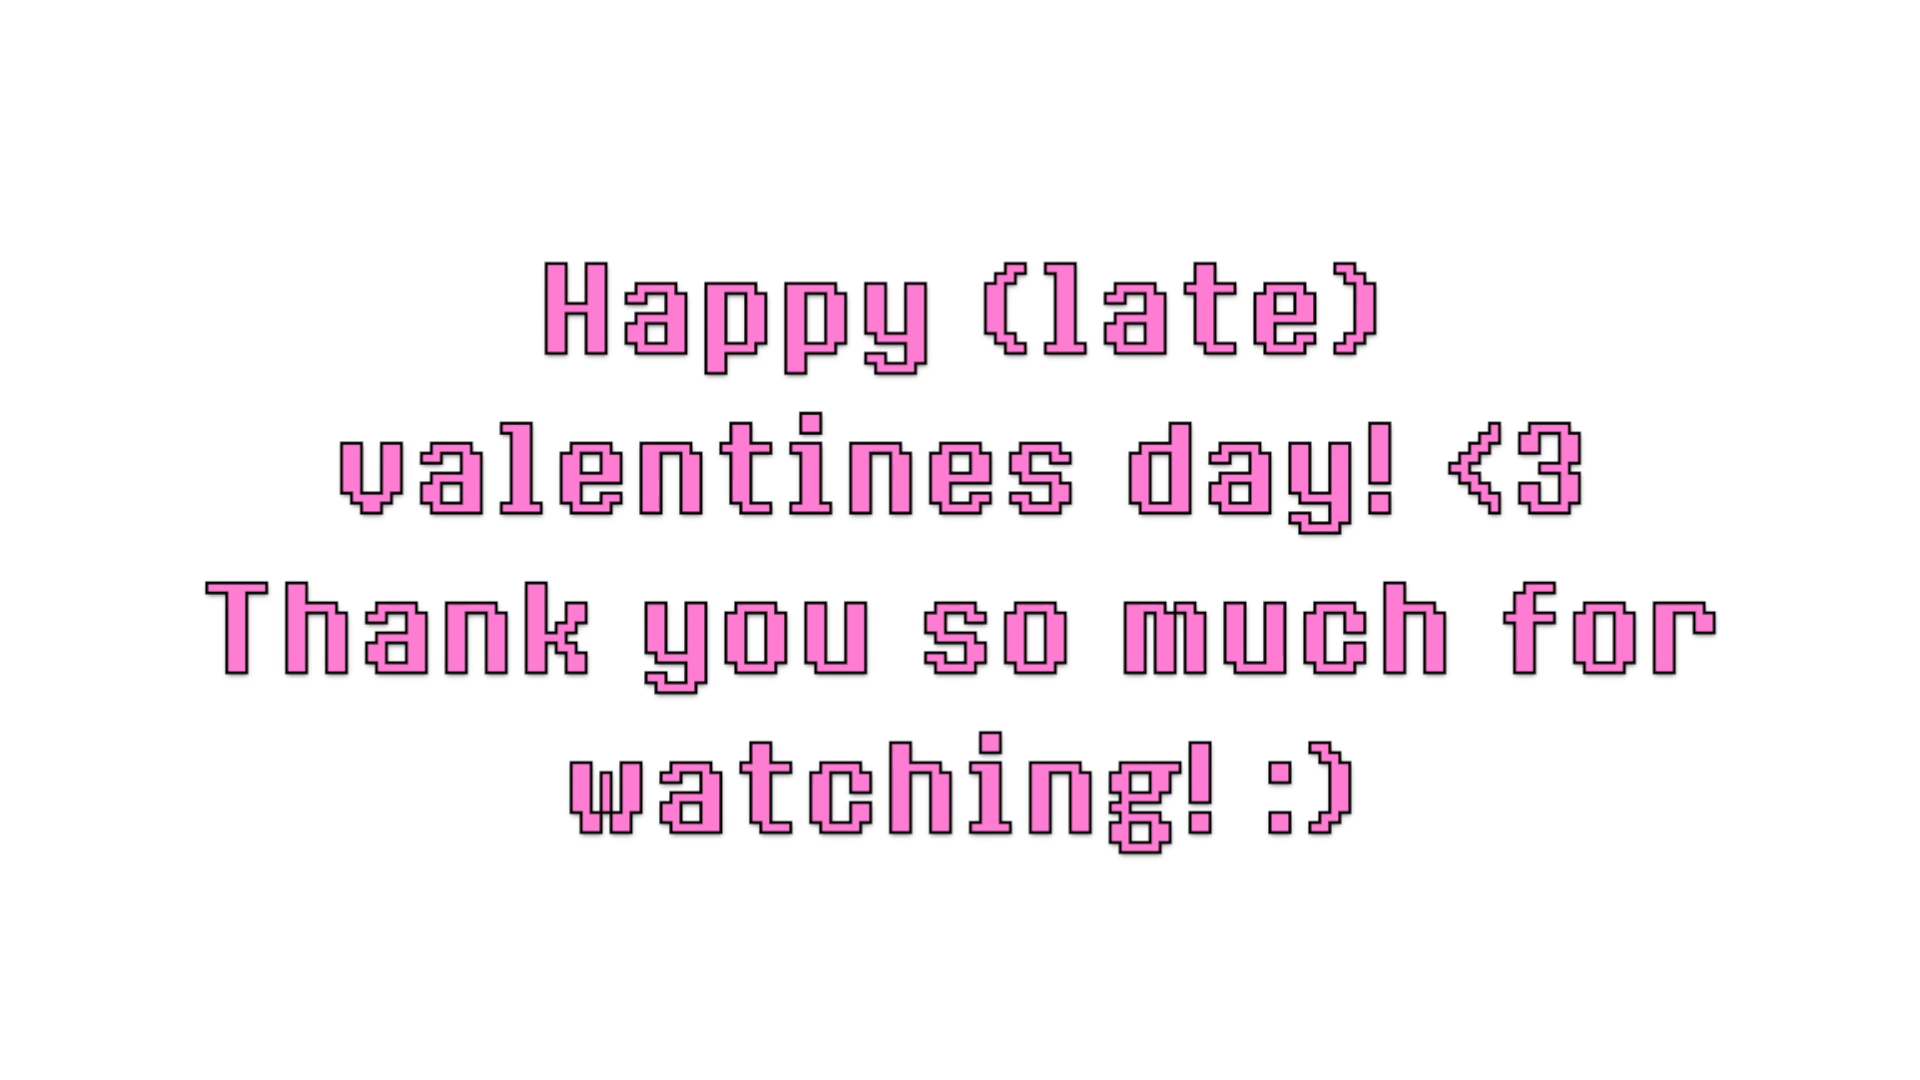 Happy (late)
valentines day! <3
Thank you so much for
watching! :)